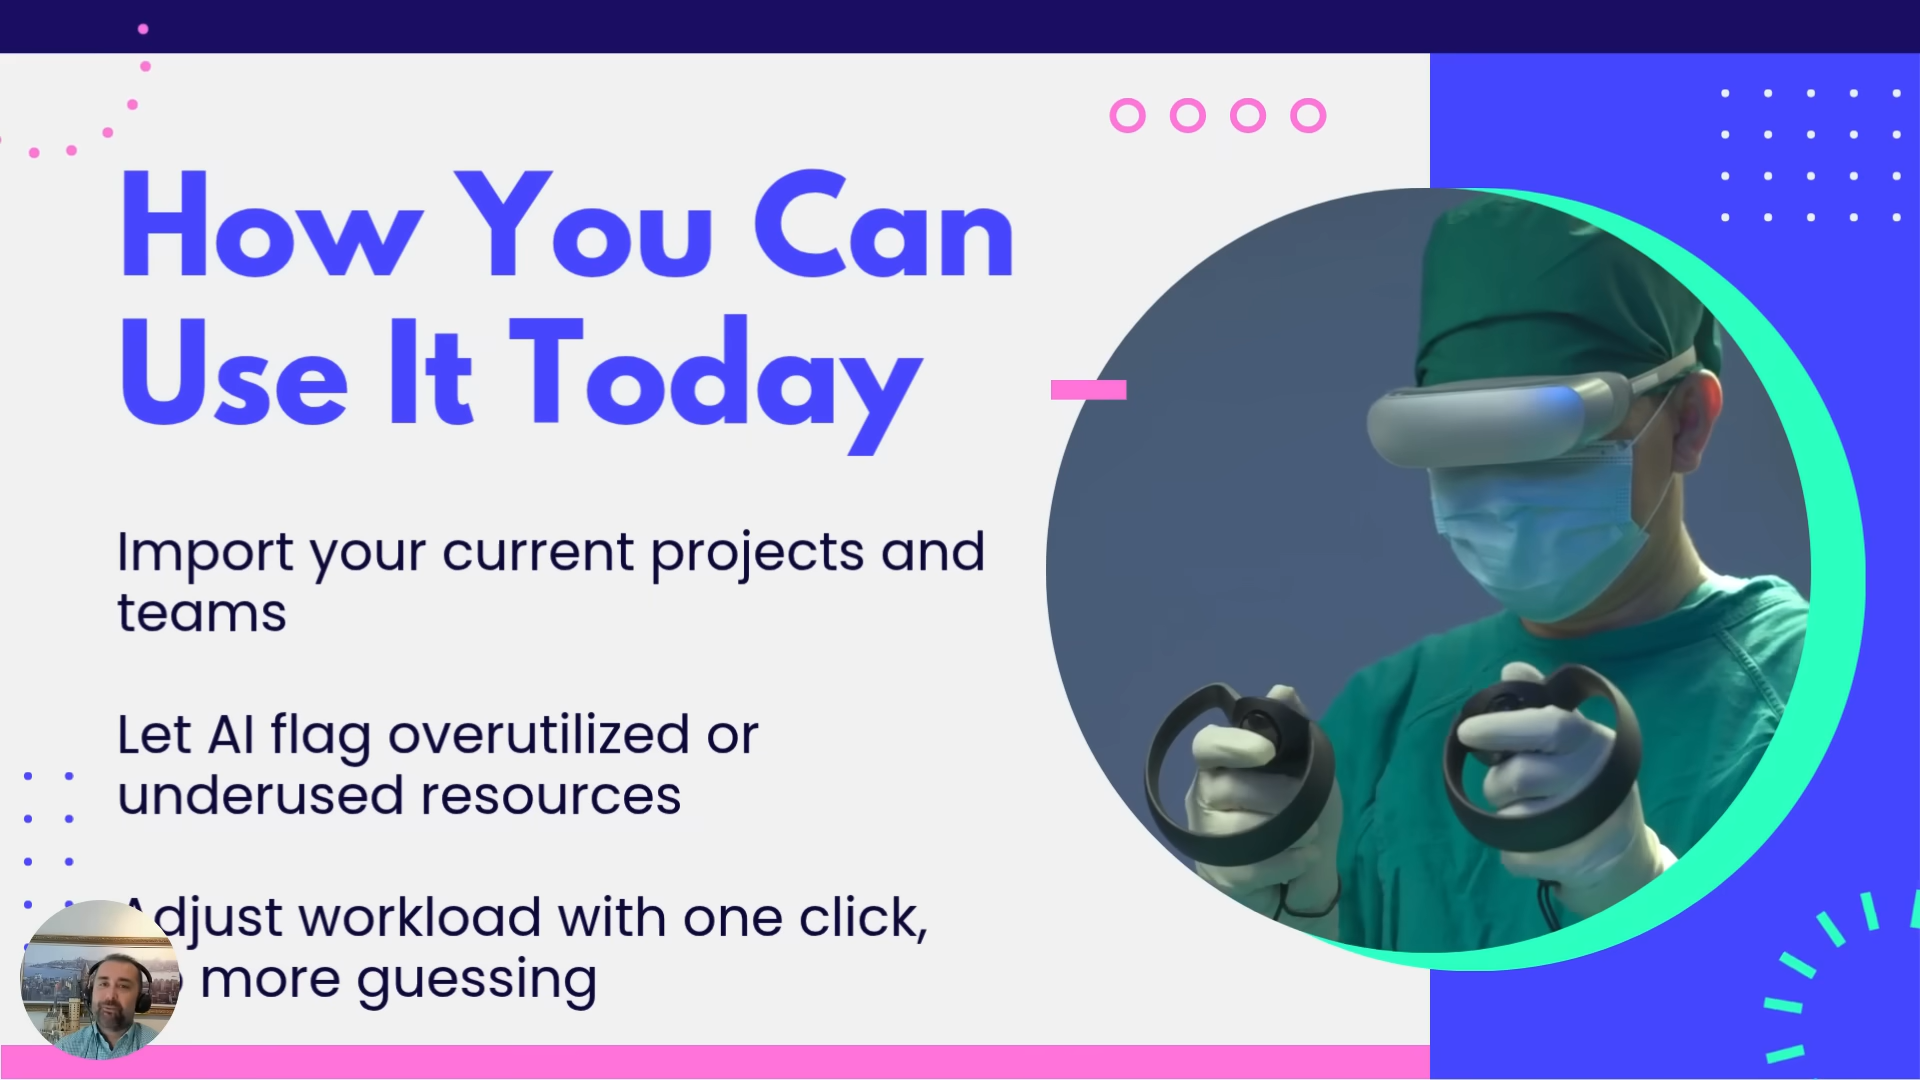 How You Can
Use It Today
Import your current projects and
teams
Let AI flag overutilized or
underused resources
Adjust workload with one click,
more guessing